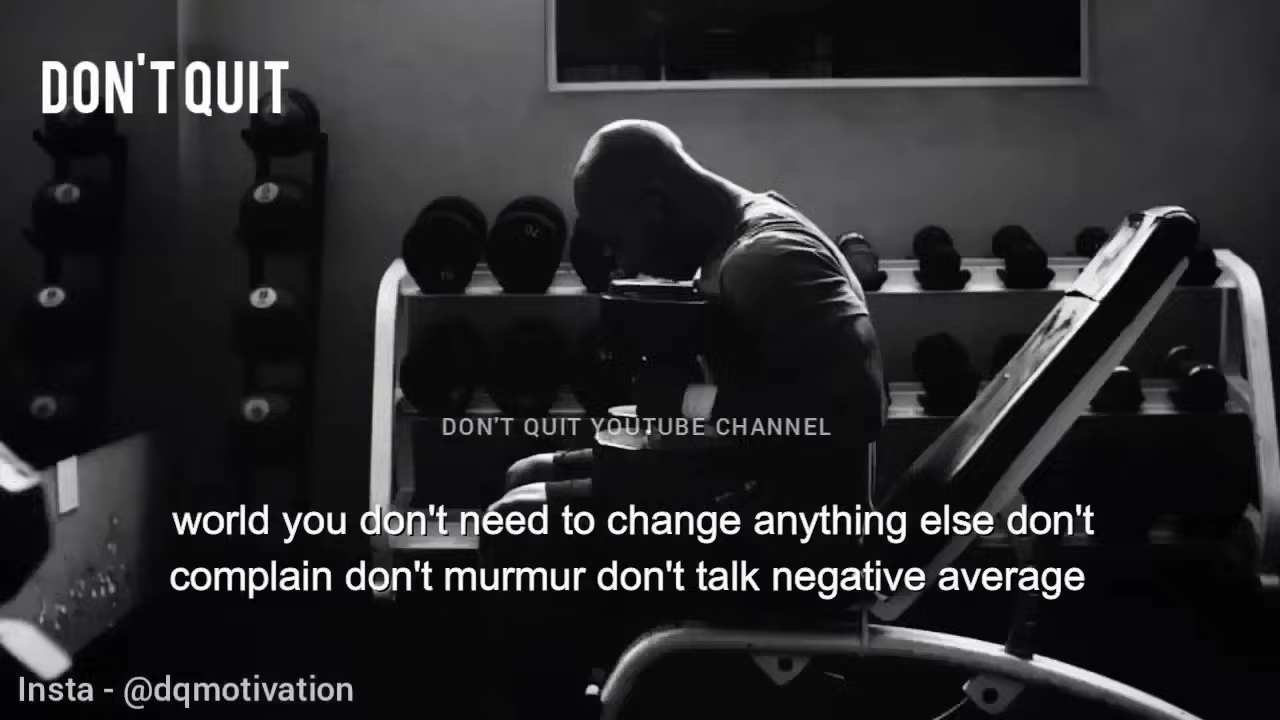 DON'T QUIT
DON'T QUIT YOUTUBE CHANNEL
world you don't need to change anything else don't
complain don't murmur don't talk negative average
Insta - @dqmotivation